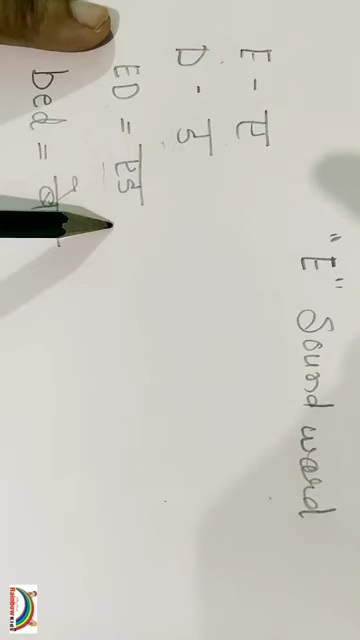 "E" Sound word
E - ए
D - ड
ED = एड
bed =